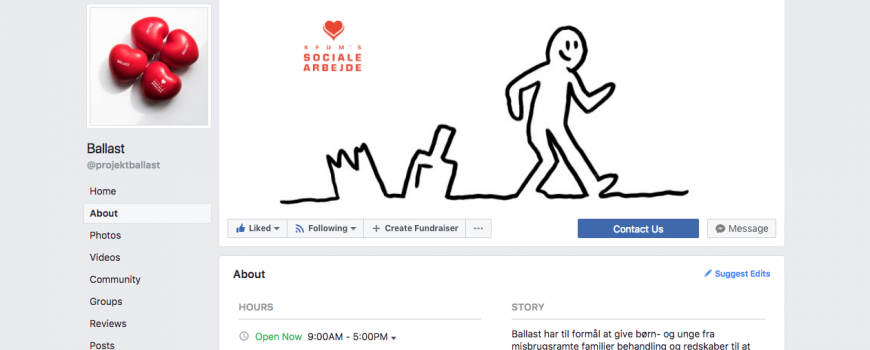 BALLAST
KFUM'S
SOCIALE
ARBEJDE
Ballast
@projektballast
Home
About
Photos
Videos
Community
Groups
Reviews
Posts
Liked
Following
Create Fundraiser
Contact Us
Message
About
Suggest Edits
HOURS
Open Now 9:00AM - 5:00PM
STORY
Ballast har til formål at give børn- og unge fra
misbrugsramte familier behandling og redskaber til at